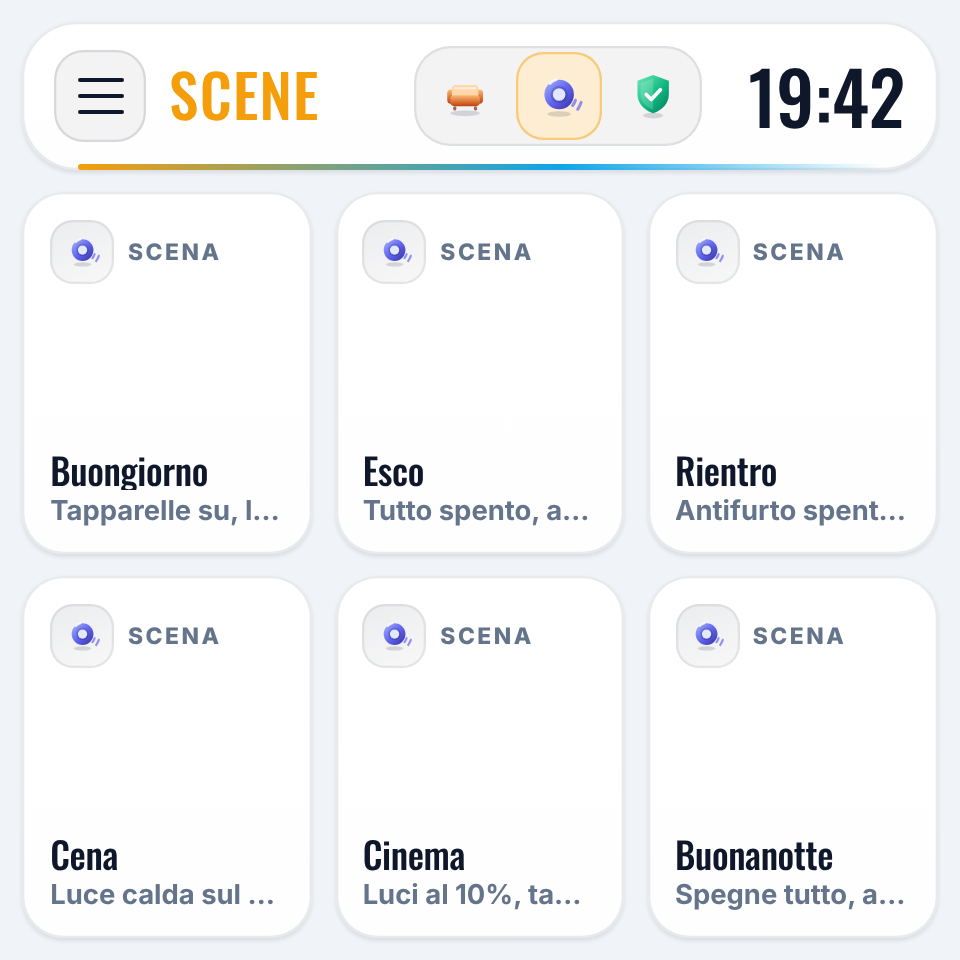 SCENE
19:42
SCENA
SCENA
SCENA
Buongiorno
Esco
Rientro
Tapparelle su, l...
Tutto spento, a...
Antifurto spent...
SCENA
SCENA
SCENA
Cena
Cinema
Buonanotte
Luce calda sul ...
Luci al 10%, ta...
Spegne tutto, a...